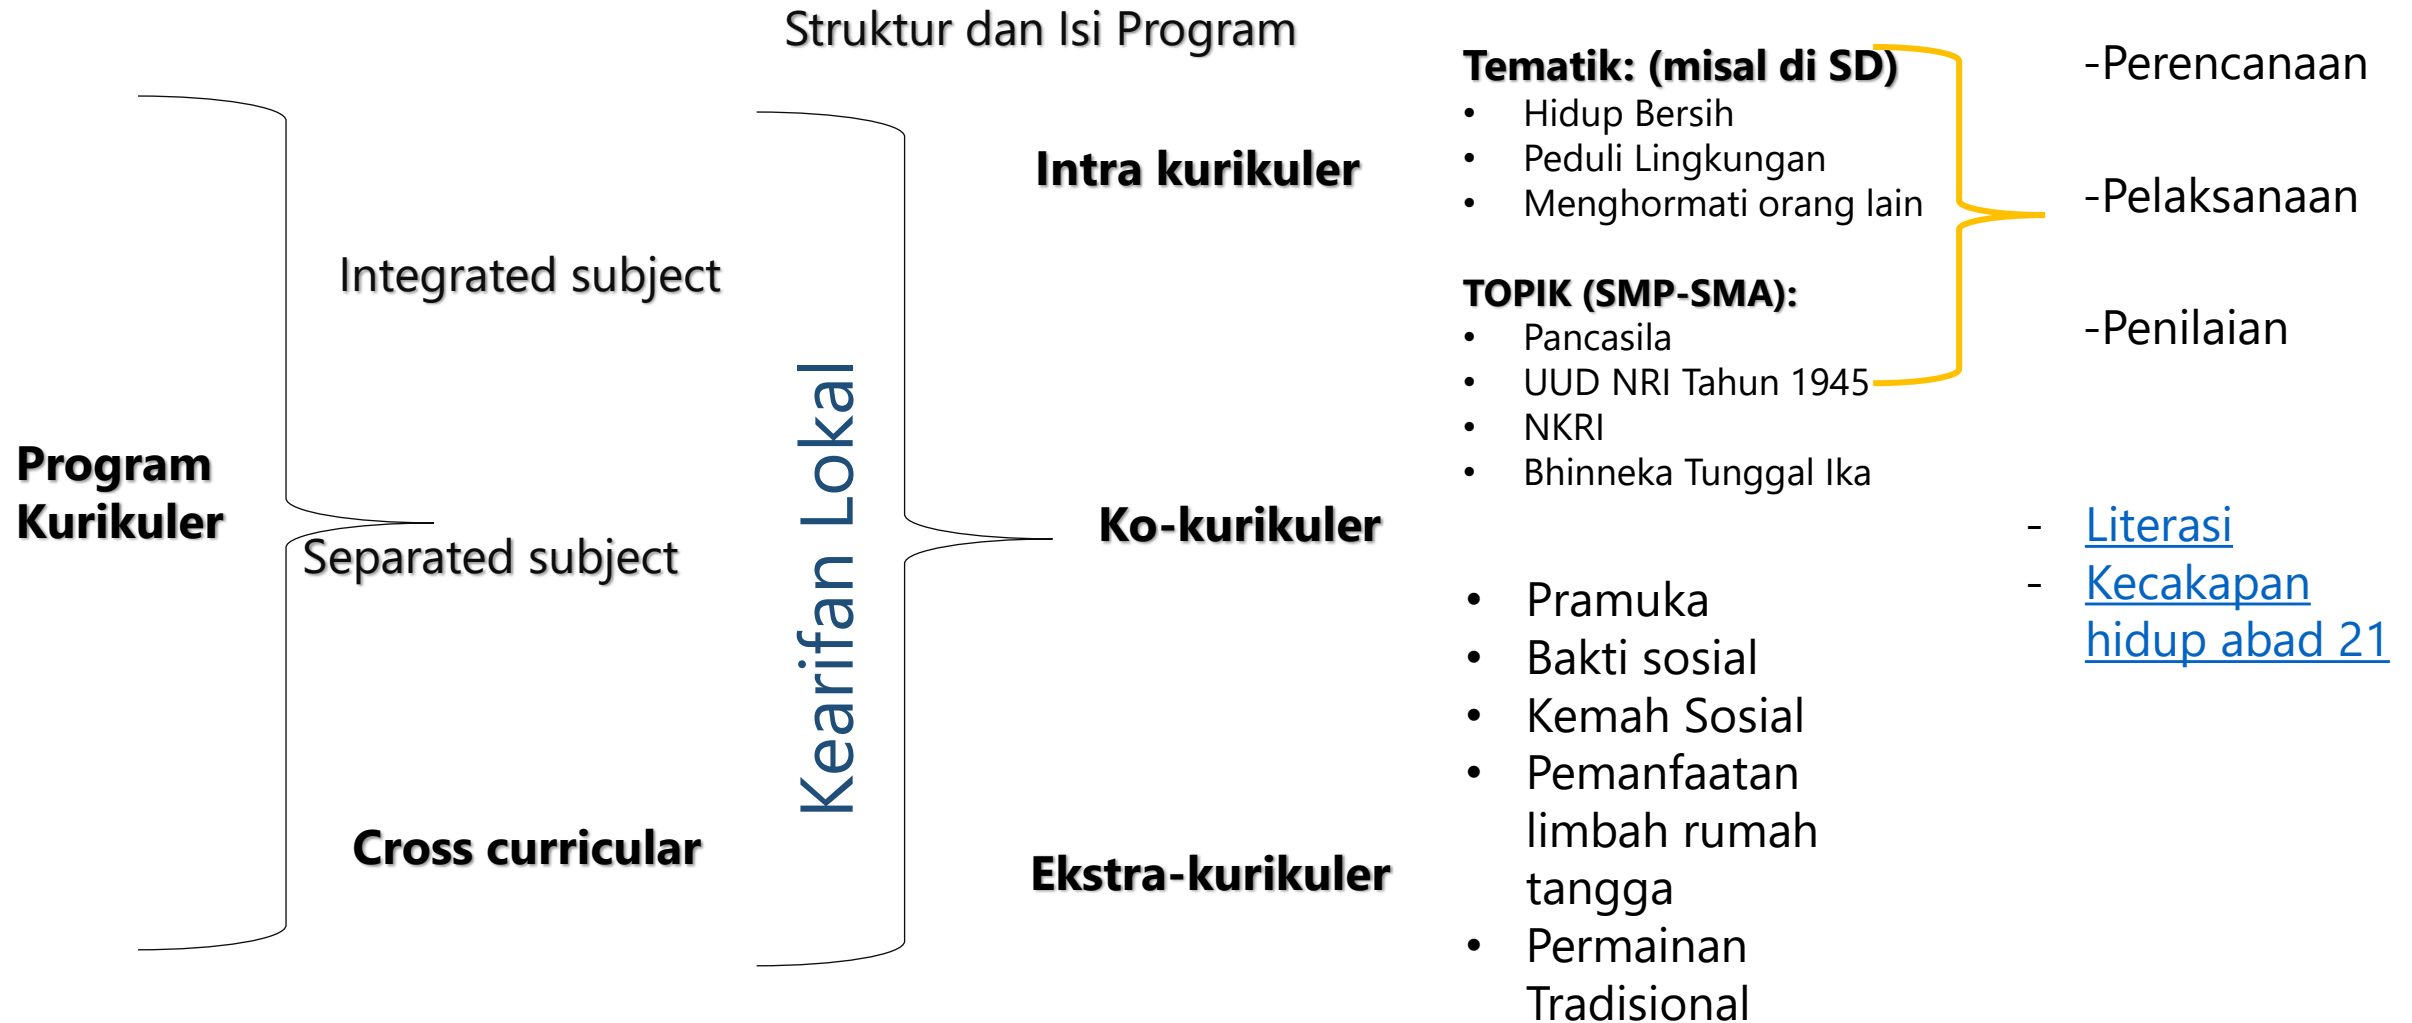 Struktur dan Isi Program
Program
Kurikuler
Integrated subject
Separated subject
Cross curricular
Kearifan Lokal
Intra kurikuler
Ko-kurikuler
Ekstra-kurikuler
Tematik: (misal di SD)
• Hidup Bersih
• Peduli Lingkungan
• Menghormati orang lain
TOPIK (SMP-SMA):
• Pancasila
• UUD NRI Tahun 1945
• NKRI
• Bhinneka Tunggal Ika
• Pramuka
• Bakti sosial
• Kemah Sosial
• Pemanfaatan
limbah rumah
tangga
• Permainan
Tradisional
-Perencanaan
-Pelaksanaan
-Penilaian
- Literasi
- Kecakapan
hidup abad 21